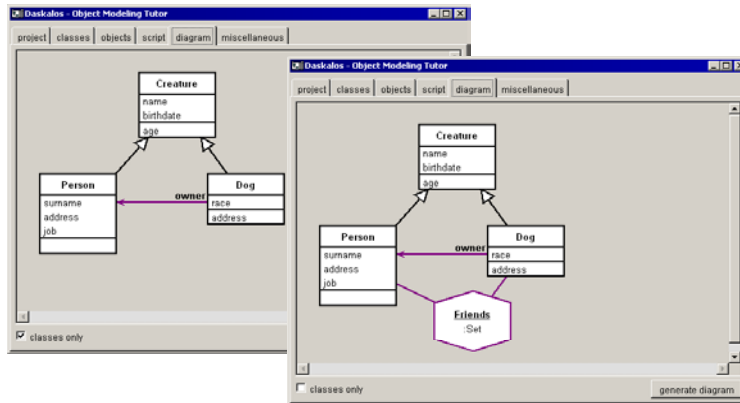 Daskalos - Object Modeling Tutor
project classes objects script diagram miscellaneous
Creature
name
birthdate
age
Person
surname
address
job
owner
Dog
race
address
classes only
Daskalos - Object Modeling Tutor
project classes objects script diagram miscellaneous
Creature
name
birthdate
age
Person
surname
address
job
owner
Dog
race
address
Friends
:Set
classes only
generate diagram